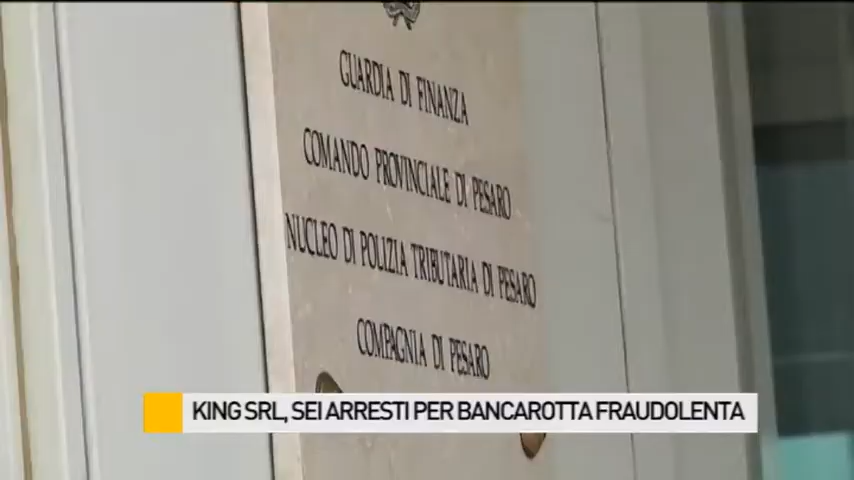 GUARDIA DI FINANZA
COMANDO PROVINCIALE DI PESARO
NUCLEO DI POLIZIA TRIBUTARIA DI PESARO
COMPAGNIA DI PESARO
KING SRL, SEI ARRESTI PER BANCAROTTA FRAUDOLENTA